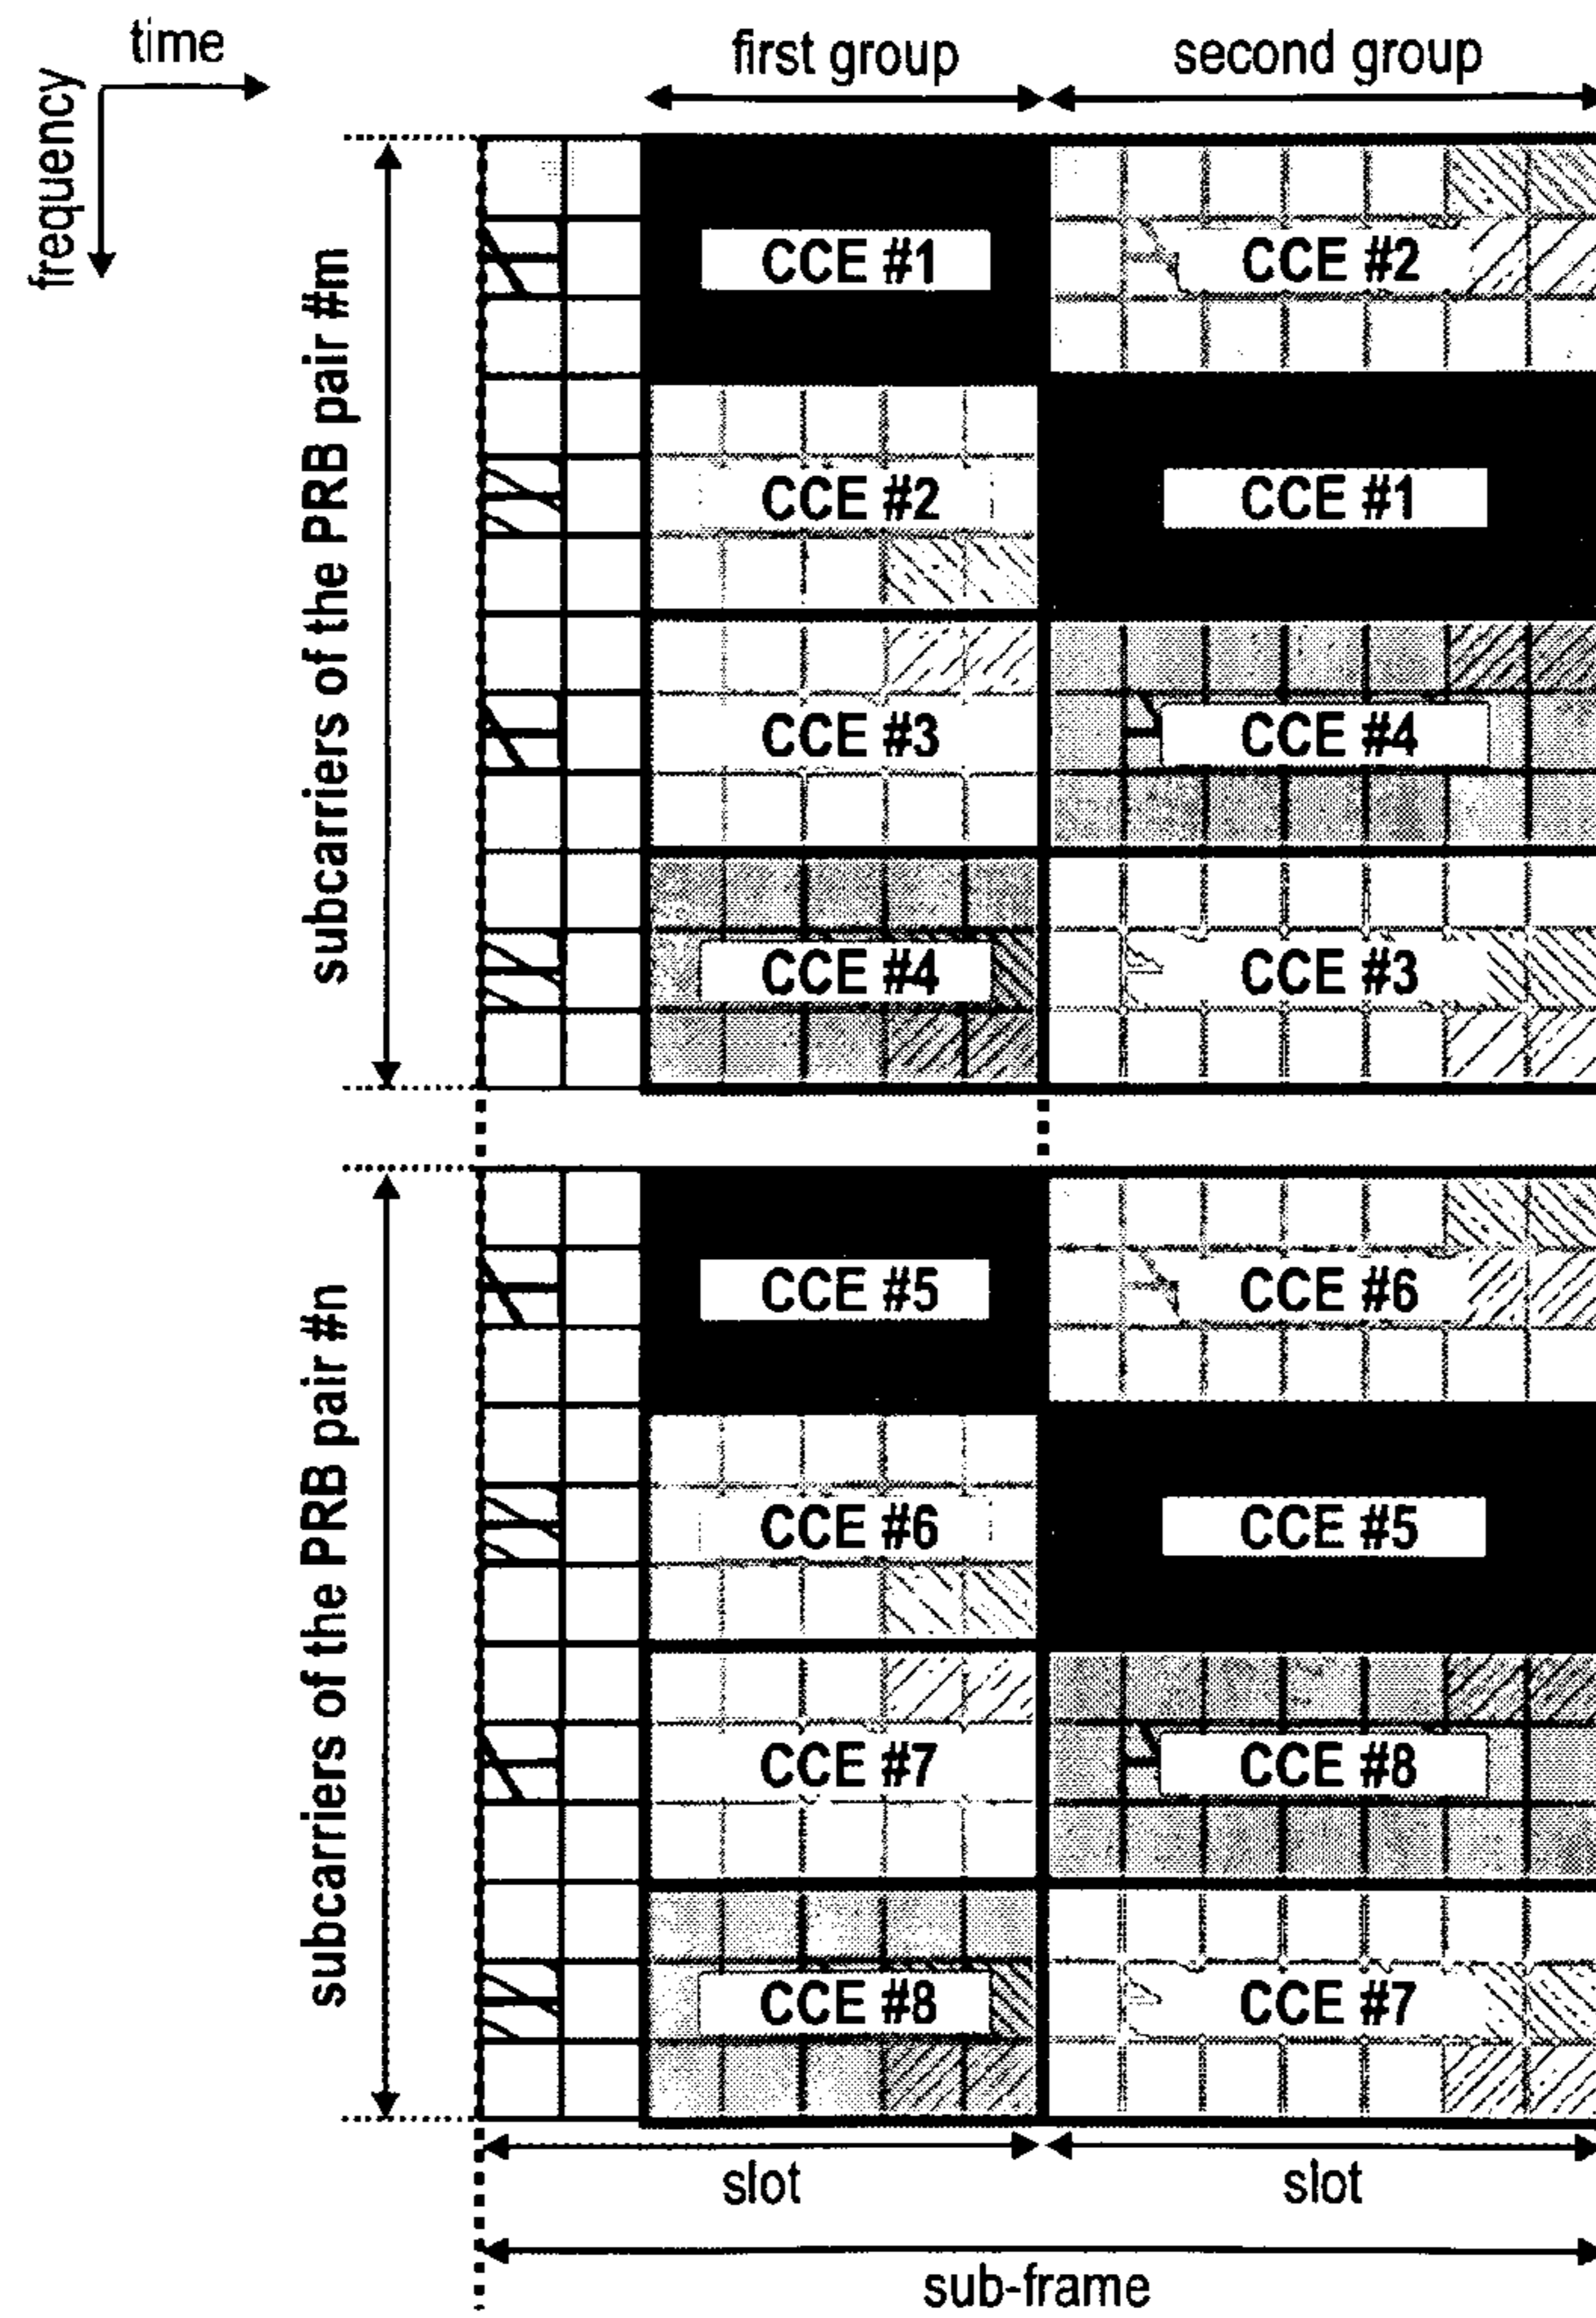 time
first group
second group
frequency
subcarriers of the PRB pair #m
CCE #1
CCE #2
CCE #2
CCE #1
CCE #3
CCE #4
CCE #4
CCE #3
subcarriers of the PRB pair #n
CCE #5
CCE #6
CCE #6
CCE #5
CCE #7
CCE #8
CCE #8
CCE #7
slot
slot
sub-frame